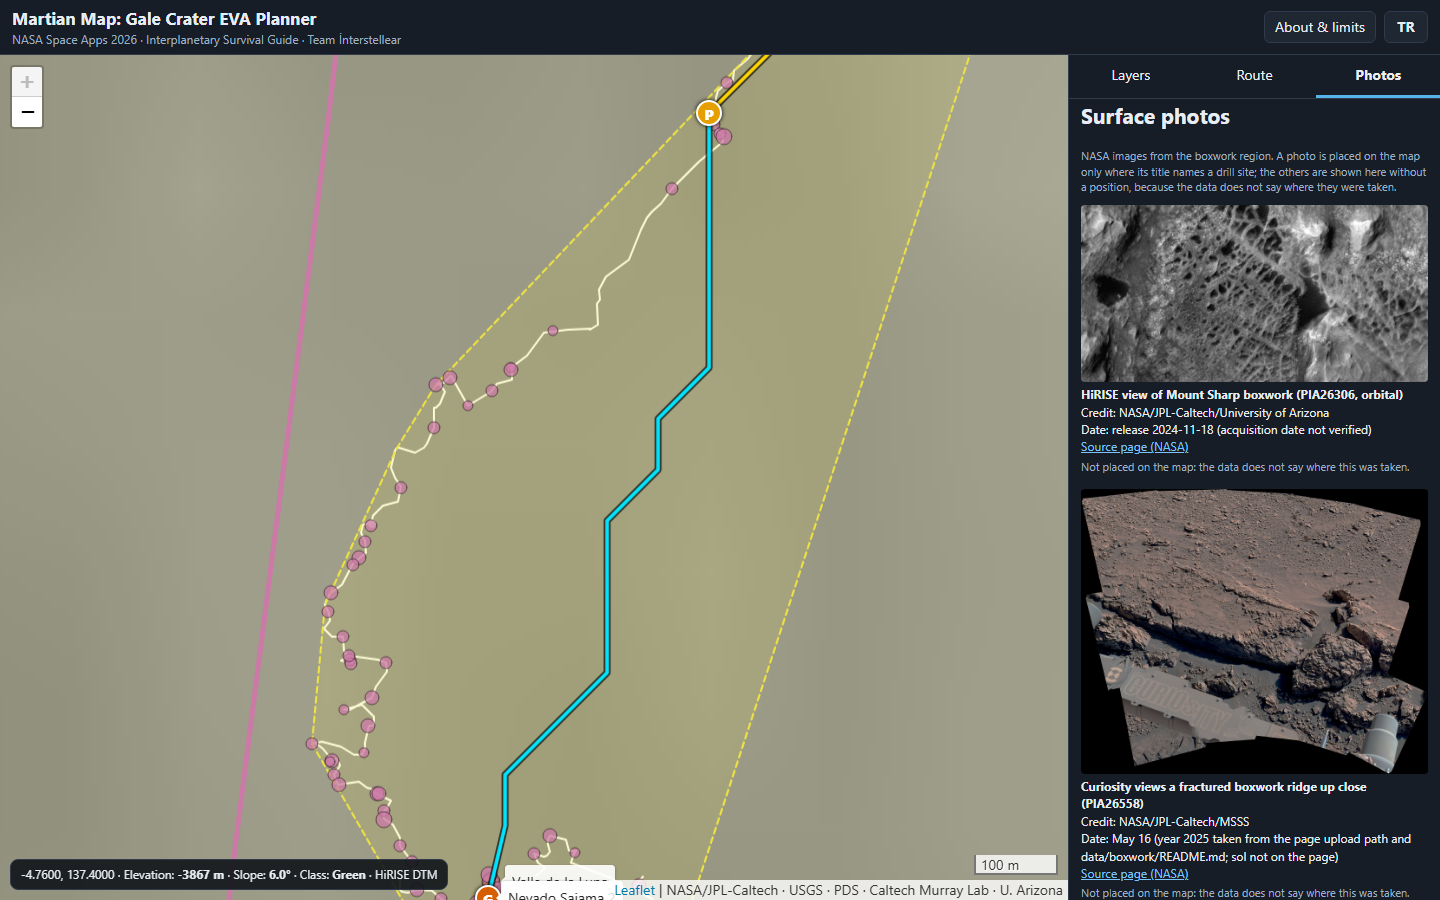 Martian Map: Gale Crater EVA Planner
NASA Space Apps 2026 · Interplanetary Survival Guide · Team İnterstellear
About & limits
TR
+
−
P
G
Valle de la Luna
Nevado Sajama
100 m
-4.7600, 137.4000 · Elevation: -3867 m · Slope: 6.0° · Class: Green · HiRISE DTM
Leaflet | NASA/JPL-Caltech · USGS · PDS · Caltech Murray Lab · U. Arizona
Layers
Route
Photos
Surface photos
NASA images from the boxwork region. A photo is placed on the map
only where its title names a drill site; the others are shown here without
a position, because the data does not say where they were taken.
HiRISE view of Mount Sharp boxwork (PIA26306, orbital)
Credit: NASA/JPL-Caltech/University of Arizona
Date: release 2024-11-18 (acquisition date not verified)
Source page (NASA)
Not placed on the map: the data does not say where this was taken.
Curiosity views a fractured boxwork ridge up close
(PIA26558)
Credit: NASA/JPL-Caltech/MSSS
Date: May 16 (year 2025 taken from the page upload path and
data/boxwork/README.md; sol not on the page)
Source page (NASA)
Not placed on the map: the data does not say where this was taken.